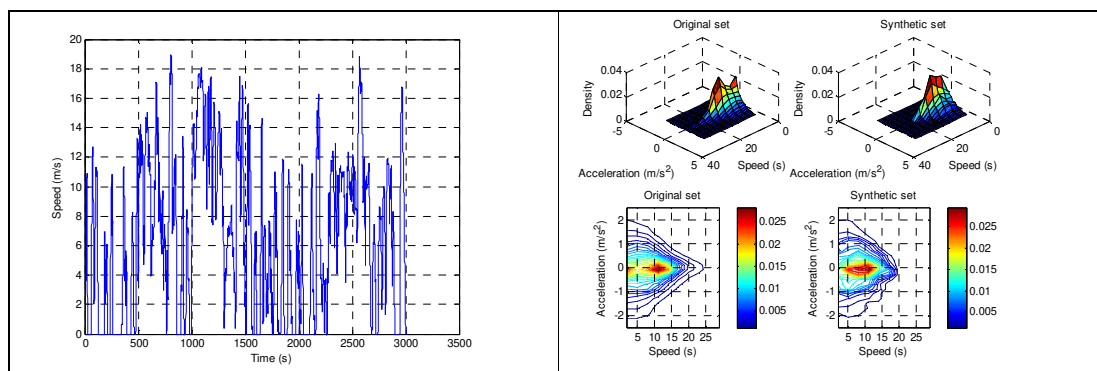 20
18
16
14
12
10
8
6
4
2
0
Speed (m/s)
0 500 1000 1500 2000 2500 3000 3500
Time (s)
Original set
0.04
0.02
0
Density
-5
0
5
Acceleration (m/s²)
40
20
0
Speed (s)
Synthetic set
0.04
0.02
0
Density
-5
0
5
Acceleration (m/s²)
40
20
0
Speed (s)
Original set
2
1
0
-1
-2
Acceleration (m/s²)
5 10 15 20 25
Speed (s)
0.025
0.02
0.015
0.01
0.005
Synthetic set
2
1
0
-1
-2
Acceleration (m/s²)
5 10 15 20 25
Speed (s)
0.025
0.02
0.015
0.01
0.005